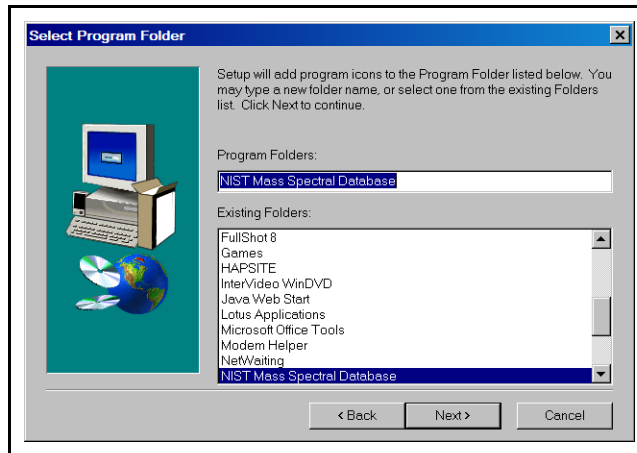 Select Program Folder
Setup will add program icons to the Program Folder listed below. You
may type a new folder name, or select one from the existing Folders
list. Click Next to continue.
Program Folders:
NIST Mass Spectral Database
Existing Folders:
FullShot 8
Games
HAPSITE
InterVideo WinDVD
Java Web Start
Lotus Applications
Microsoft Office Tools
Modem Helper
NetWaiting
NIST Mass Spectral Database
< Back
Next >
Cancel